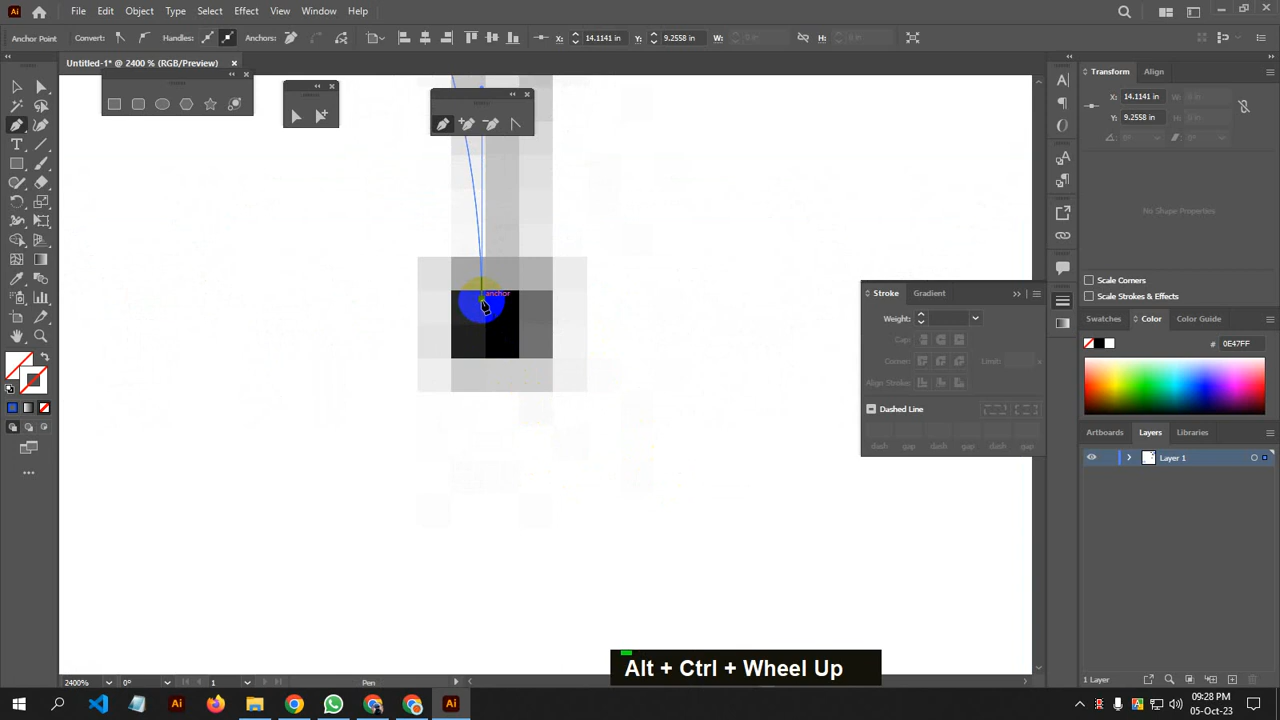 Ai File Edit Object Type Select Effect View Window Help
Anchor Point Convert: Handles: Anchors: X: 14.1141 in Y: 9.2558 in W: H:
Untitled-1* @ 2400 % (RGB/Preview) ×
Transform Align
X: 14.1141 in W:
Y: 9.2558 in H:
No Shape Properties
Scale Corners
Scale Strokes & Effects
anchor
Stroke Gradient
Weight:
Cap:
Corner: Limit:
Align Stroke:
Dashed Line
dash gap dash gap dash gap
Swatches Color Color Guide
# 0E47FF
Artboards Layers Libraries
Layer 1
Alt + Ctrl + Wheel Up
1 Layer
2400% 0° 1 Pen
09:28 PM
05-Oct-23